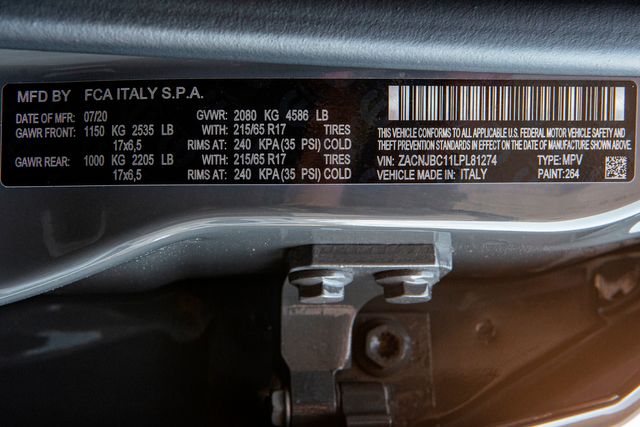 MFD BY FCA ITALY S.P.A.
DATE OF MFR: 07/20 GVWR: 2080 KG 4586 LB
GAWR FRONT: 1150 KG 2535 LB WITH: 215/65 R17 TIRES
17x6,5 RIMS AT: 240 KPA (35 PSI) COLD
GAWR REAR: 1000 KG 2205 LB WITH: 215/65 R17 TIRES
17x6,5 RIMS AT: 240 KPA (35 PSI) COLD
THIS VEHICLE CONFORMS TO ALL APPLICABLE U.S. FEDERAL MOTOR VEHICLE SAFETY AND
THEFT PREVENTION STANDARDS IN EFFECT ON THE DATE OF MANUFACTURE SHOWN ABOVE.
VIN: ZACNJBC11LPL81274 TYPE: MPV
VEHICLE MADE IN: ITALY PAINT: 264